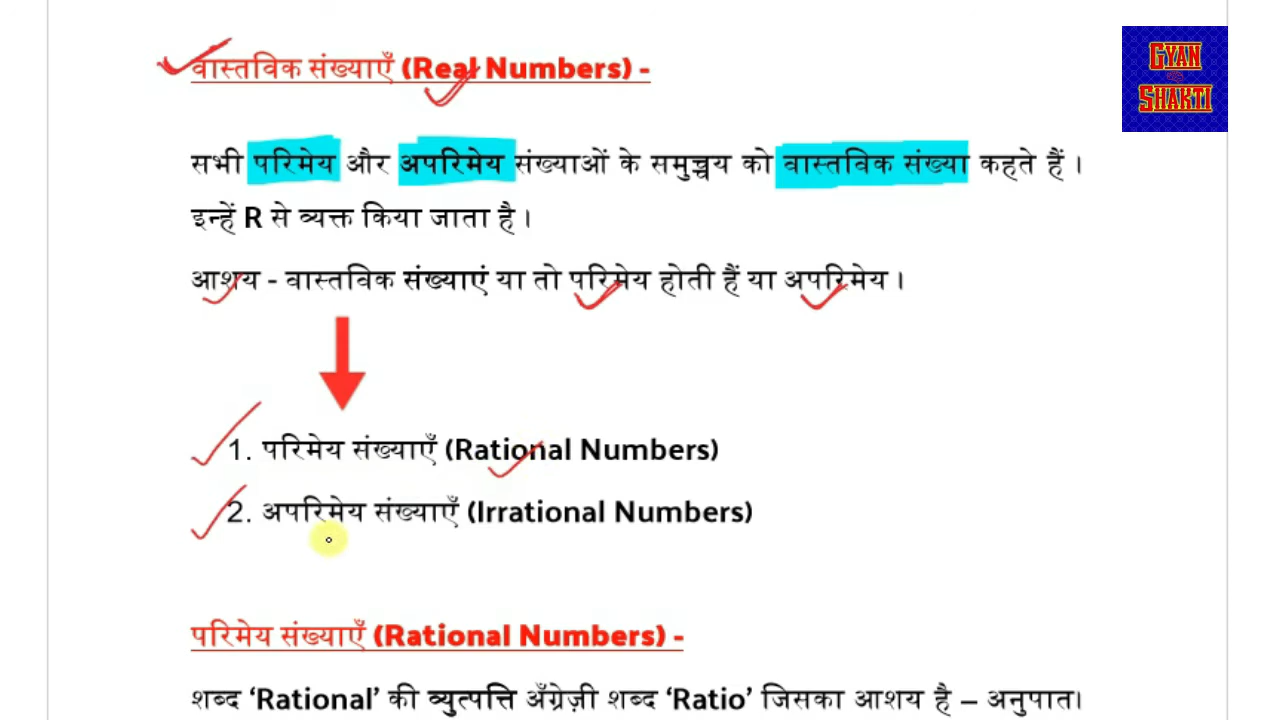 वास्तविक संख्याएँ (Real Numbers) -
GYAN
SHAKTI
सभी परिमेय और अपरिमेय संख्याओं के समुच्चय को वास्तविक संख्या कहते हैं ।
इन्हें R से व्यक्त किया जाता है ।
आशय - वास्तविक संख्याएं या तो परिमेय होती हैं या अपरिमेय ।
1. परिमेय संख्याएँ (Rational Numbers)
2. अपरिमेय संख्याएँ (Irrational Numbers)
परिमेय संख्याएँ (Rational Numbers) -
शब्द ‘Rational’ की व्युत्पत्ति अँग्रेज़ी शब्द ‘Ratio’ जिसका आशय है – अनुपात।